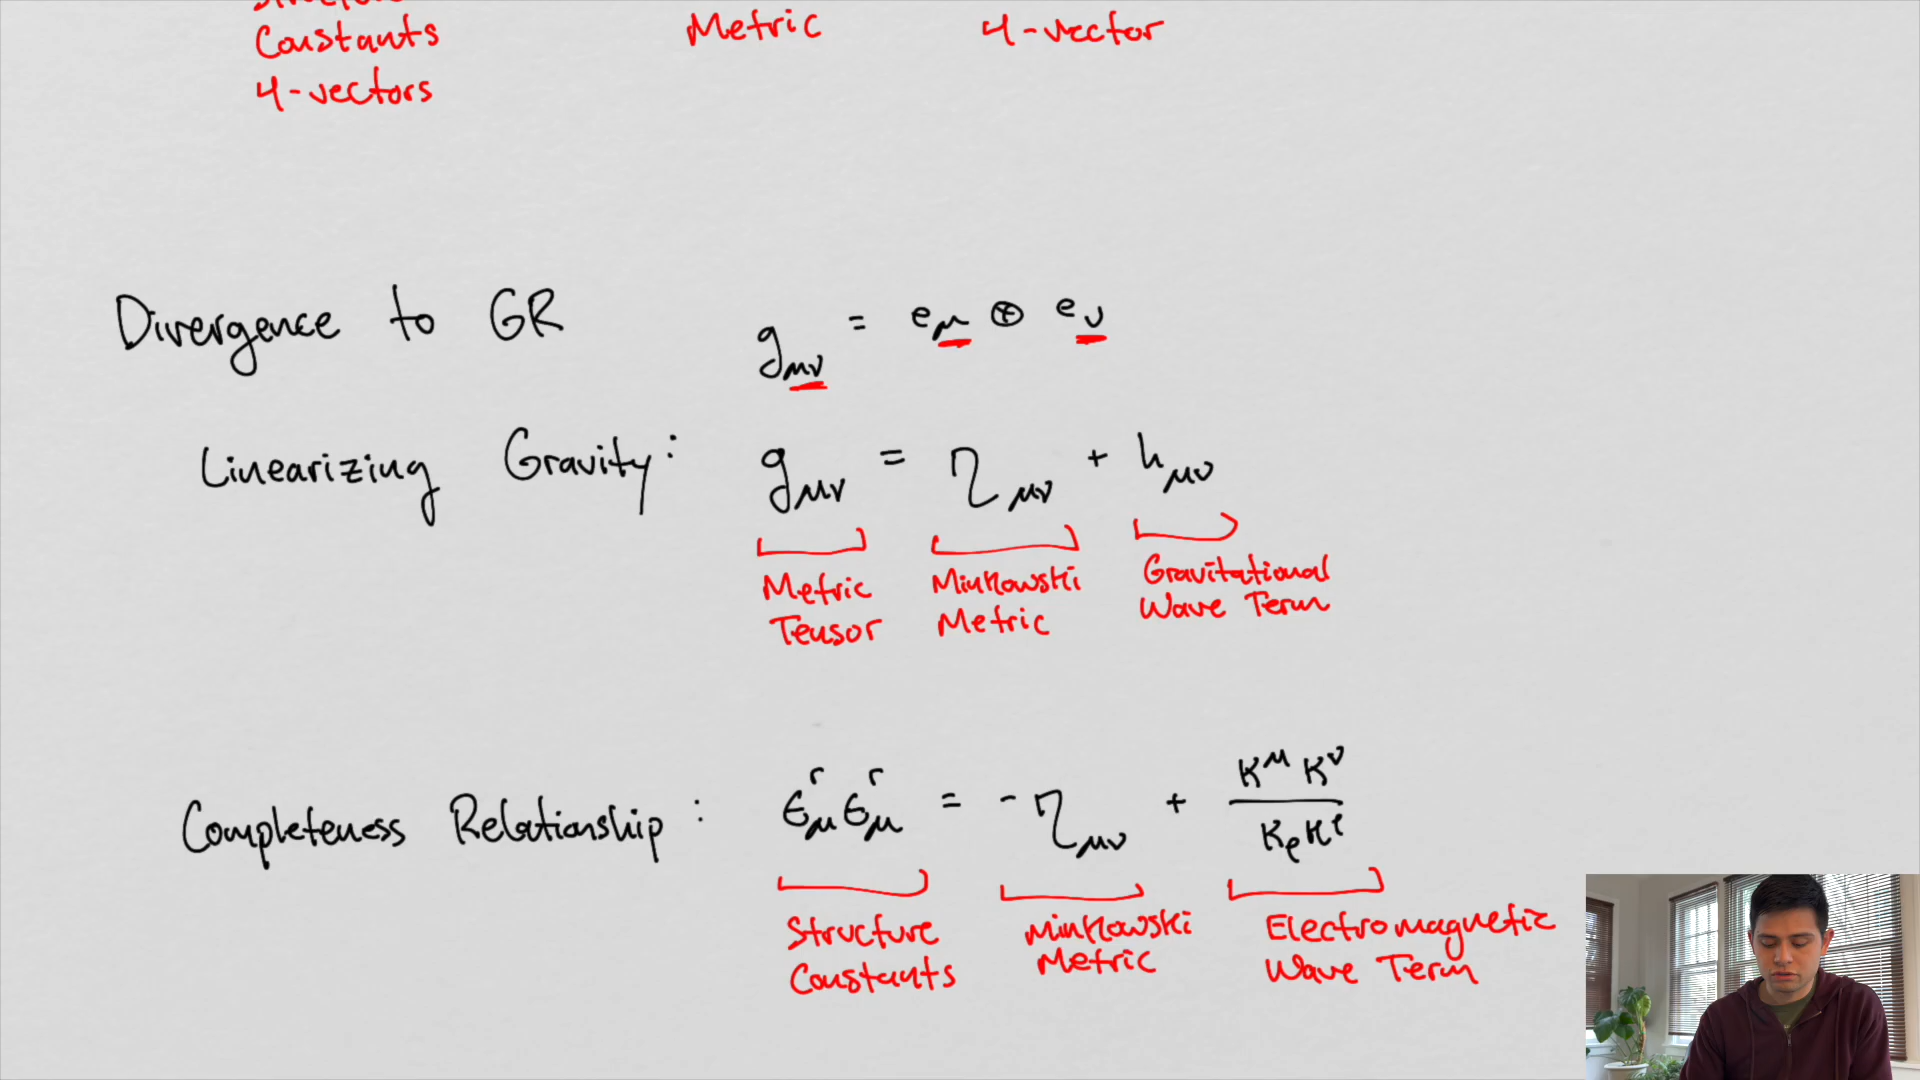 Constants Metric 4-vector
4-vectors
Divergence to GR g_μν = e_μ ⊗ e_ν
Linearizing Gravity: g_μν = η_μν + h_μν
Metric Tensor
Minkowski Metric
Gravitational Wave Term
Completeness Relationship: ϵ^r_μ ϵ^r_μ = -η_μν + K^μ K^ν / K_ρ K^ρ
Structure Constants
Minkowski Metric
Electromagnetic Wave Term